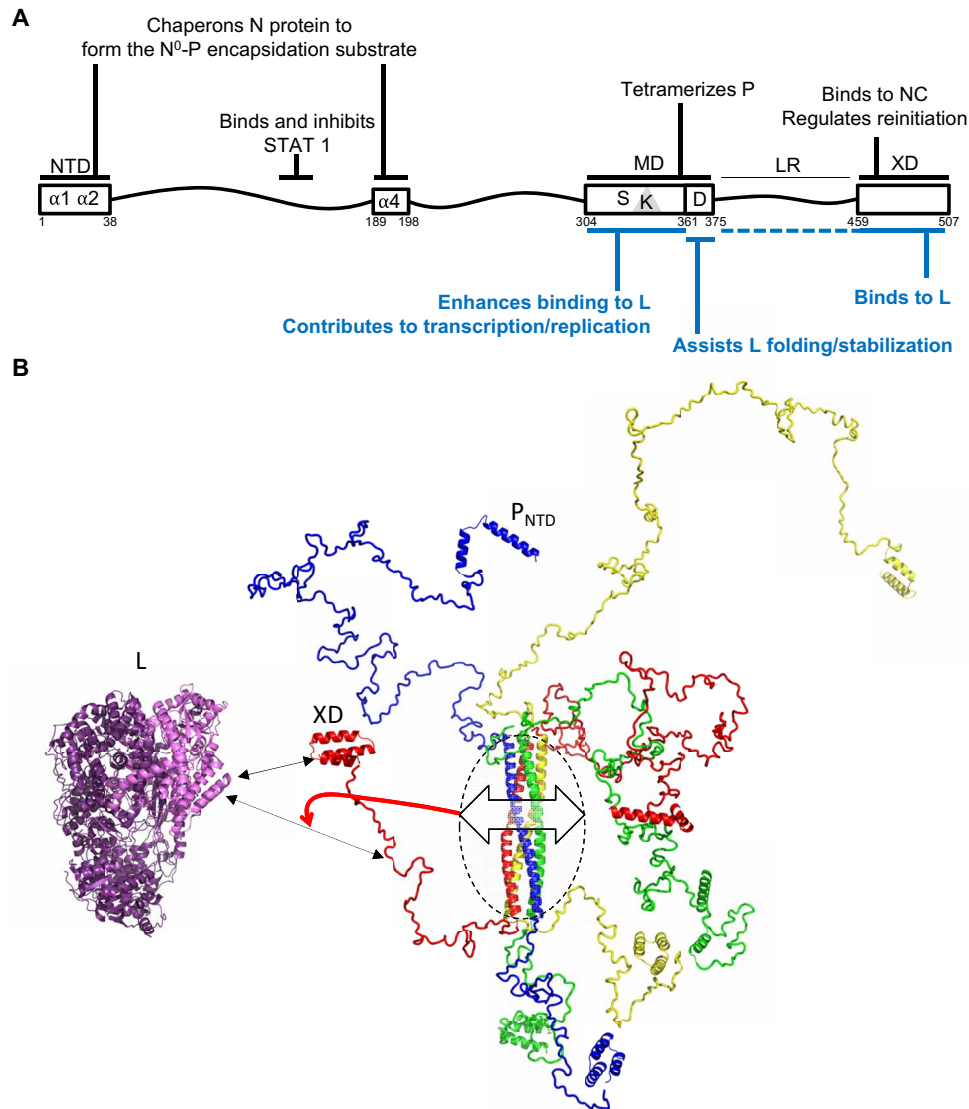 A
Chaperons N protein to
form the N⁰-P encapsidation substrate
Tetramerizes P
Binds and inhibits
STAT 1
Binds to NC
Regulates reinitiation
NTD
MD
LR
XD
α1 α2
α4
S
K
D
1
38
189
198
304
361
375
459
507
Enhances binding to L
Contributes to transcription/replication
Binds to L
Assists L folding/stabilization
B
P_NTD
L
XD